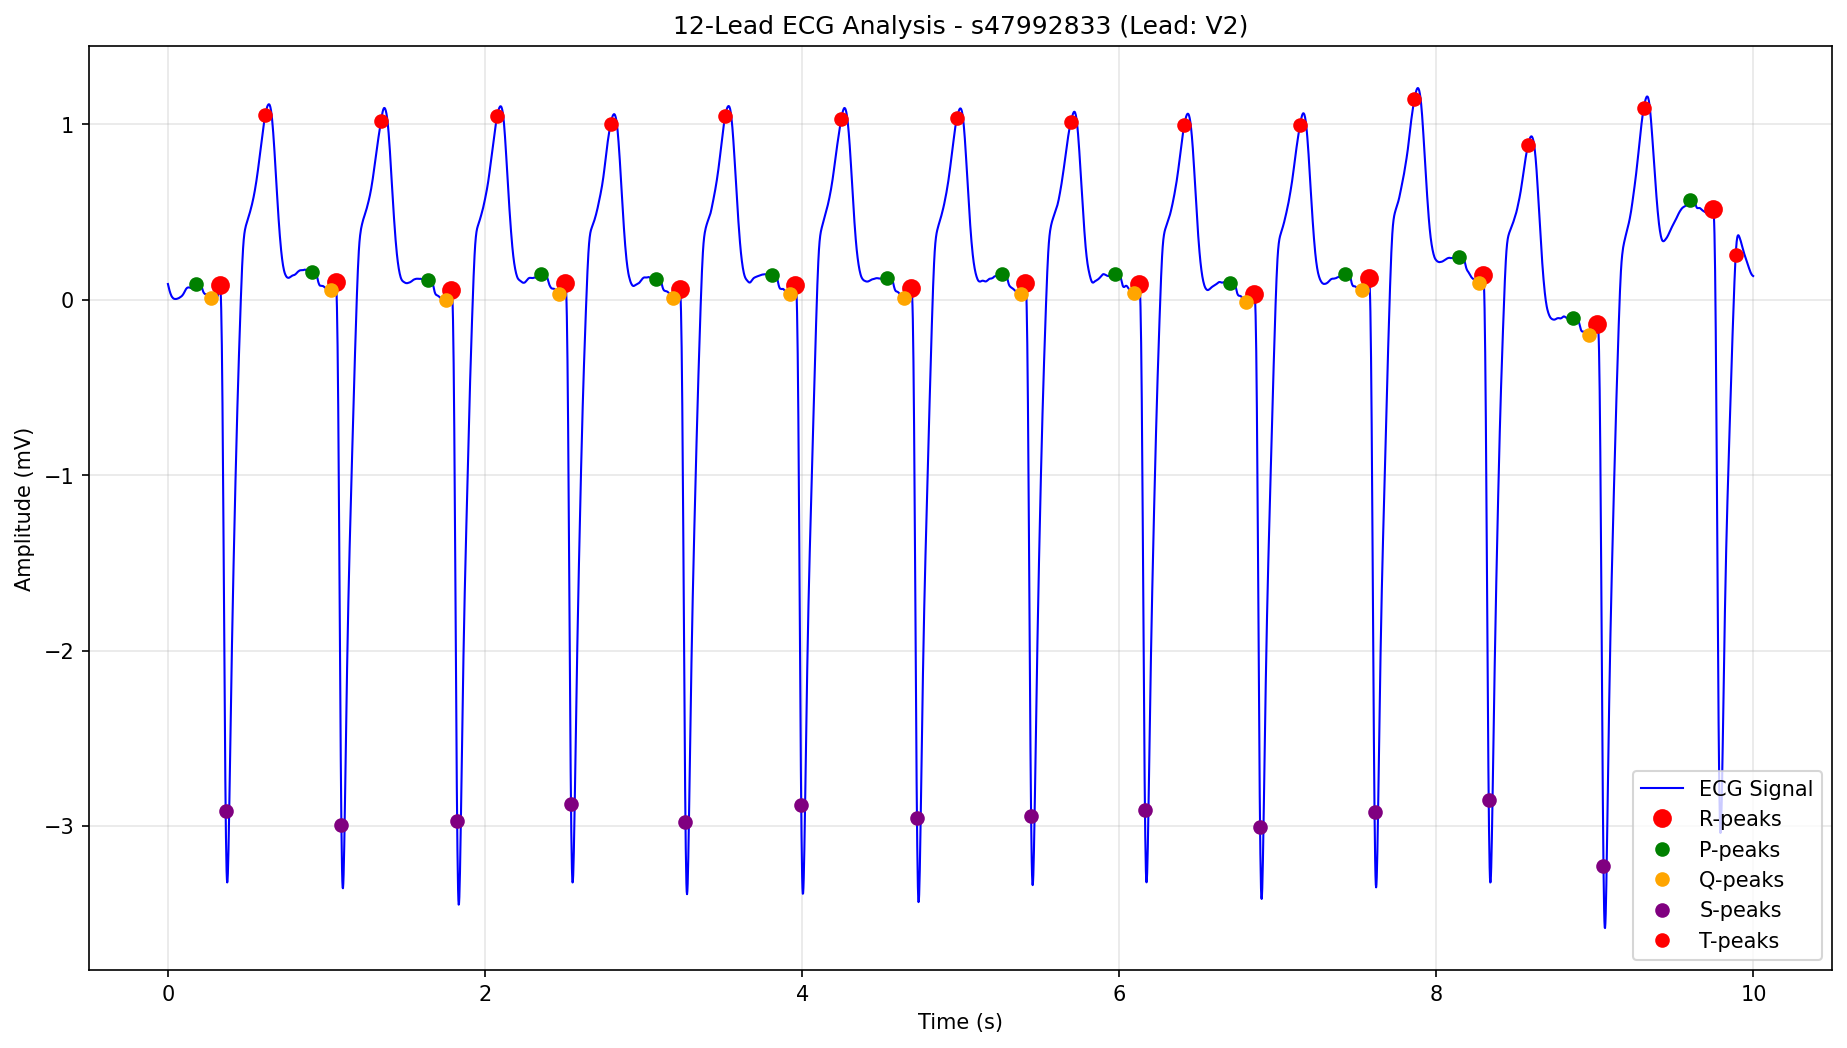 12-Lead ECG Analysis - s47992833 (Lead: V2)
Amplitude (mV)
1
0
−1
−2
−3
0
2
4
6
8
10
Time (s)
ECG Signal
R-peaks
P-peaks
Q-peaks
S-peaks
T-peaks